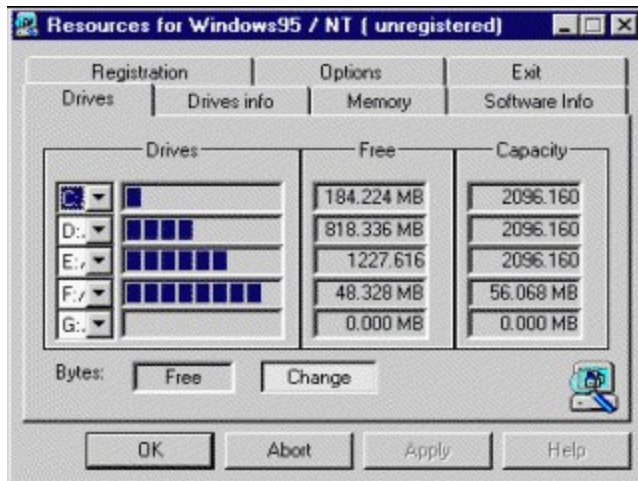 Resources for Windows95 / NT ( unregistered)
Registration Options Exit
Drives Drives info Memory Software Info
Drives Free Capacity
C: 184.224 MB 2096.160
D:/ 818.336 MB 2096.160
E:/ 1227.616 2096.160
F:/ 48.328 MB 56.068 MB
G:/ 0.000 MB 0.000 MB
Bytes: Free Change
OK Abort Apply Help